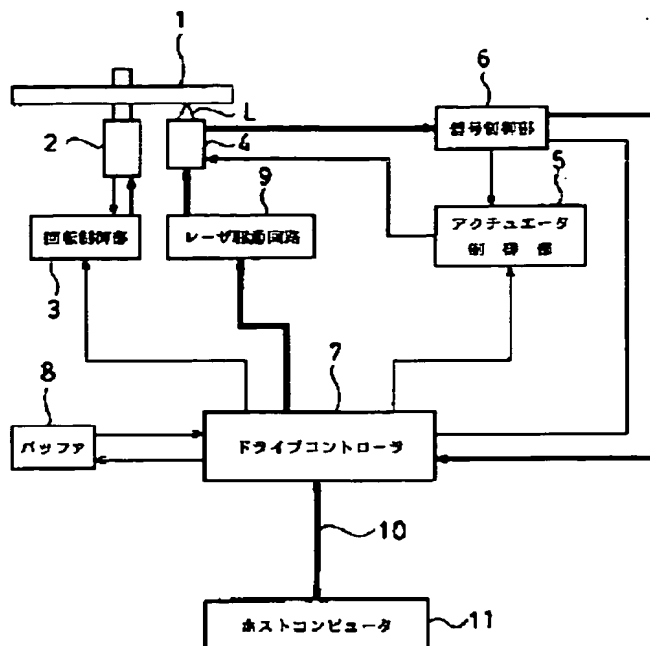 1
6
L
2
4
信号制御部
9
5
回転制御部
レーザ駆動回路
アクチュエータ
制御部
3
7
8
バッファ
ドライブコントローラ
10
ホストコンピュータ
11